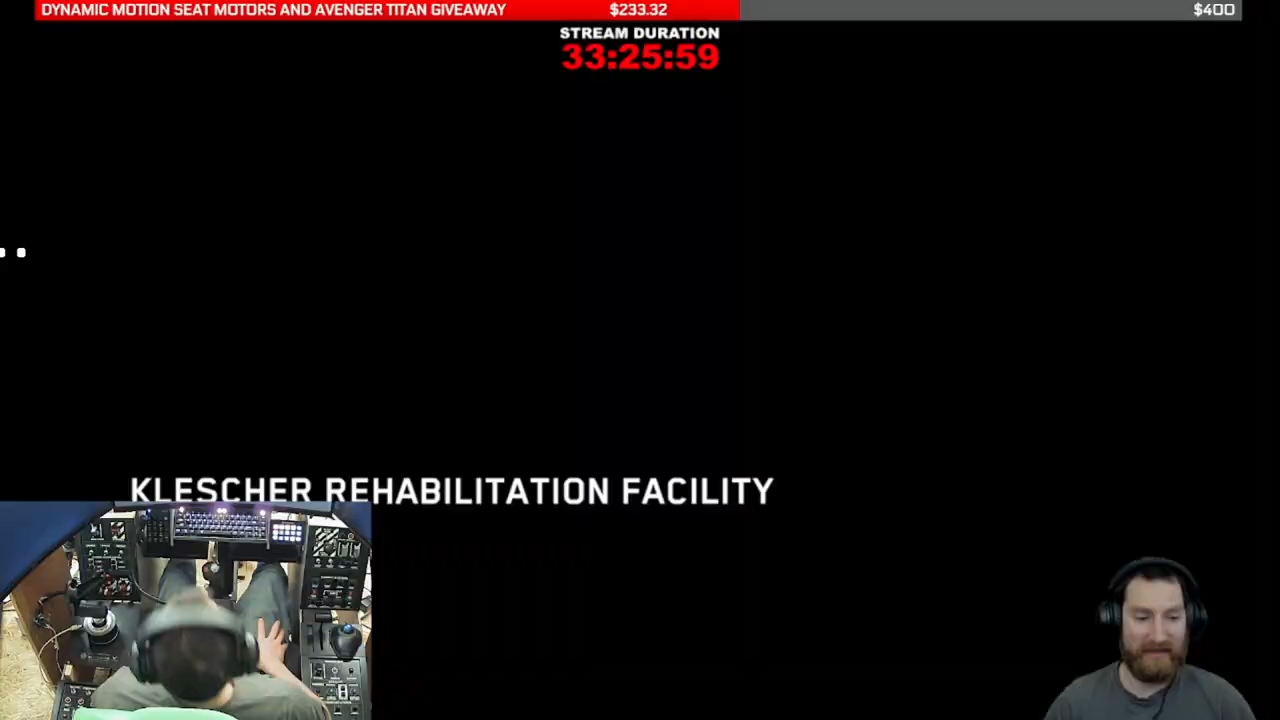 DYNAMIC MOTION SEAT MOTORS AND AVENGER TITAN GIVEAWAY $233.32 $400
STREAM DURATION
33:25:59
..
KLESCHER REHABILITATION FACILITY